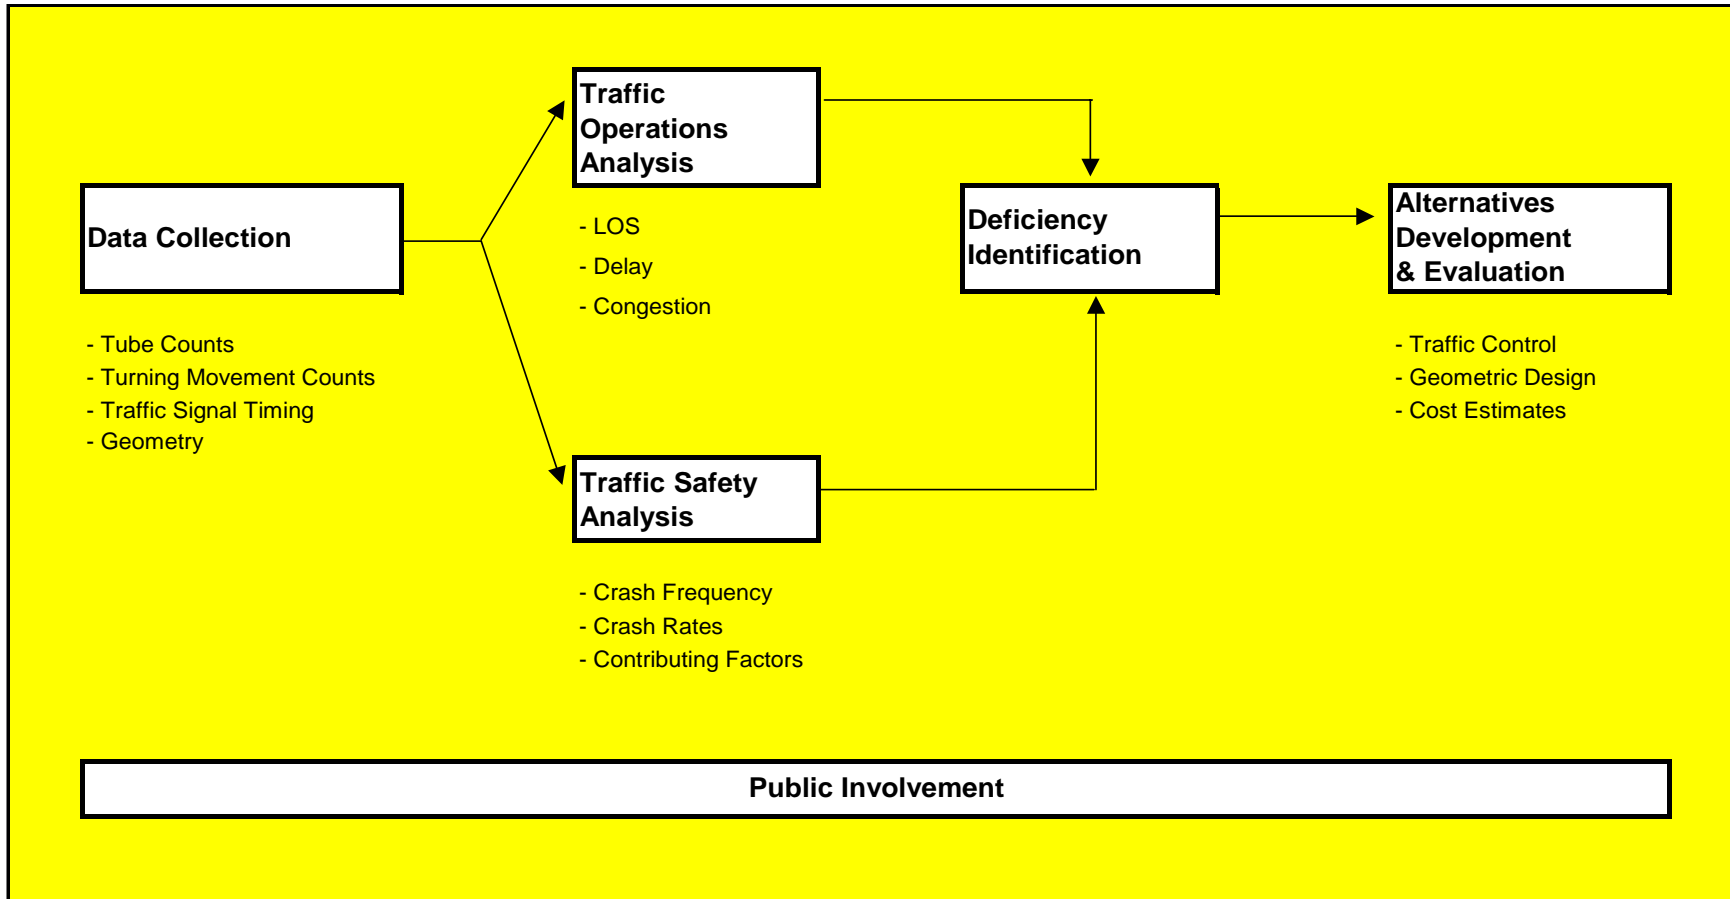 Data Collection
- Tube Counts
- Turning Movement Counts
- Traffic Signal Timing
- Geometry
Traffic
Operations
Analysis
- LOS
- Delay
- Congestion
Traffic Safety
Analysis
- Crash Frequency
- Crash Rates
- Contributing Factors
Deficiency
Identification
Alternatives
Development
& Evaluation
- Traffic Control
- Geometric Design
- Cost Estimates
Public Involvement